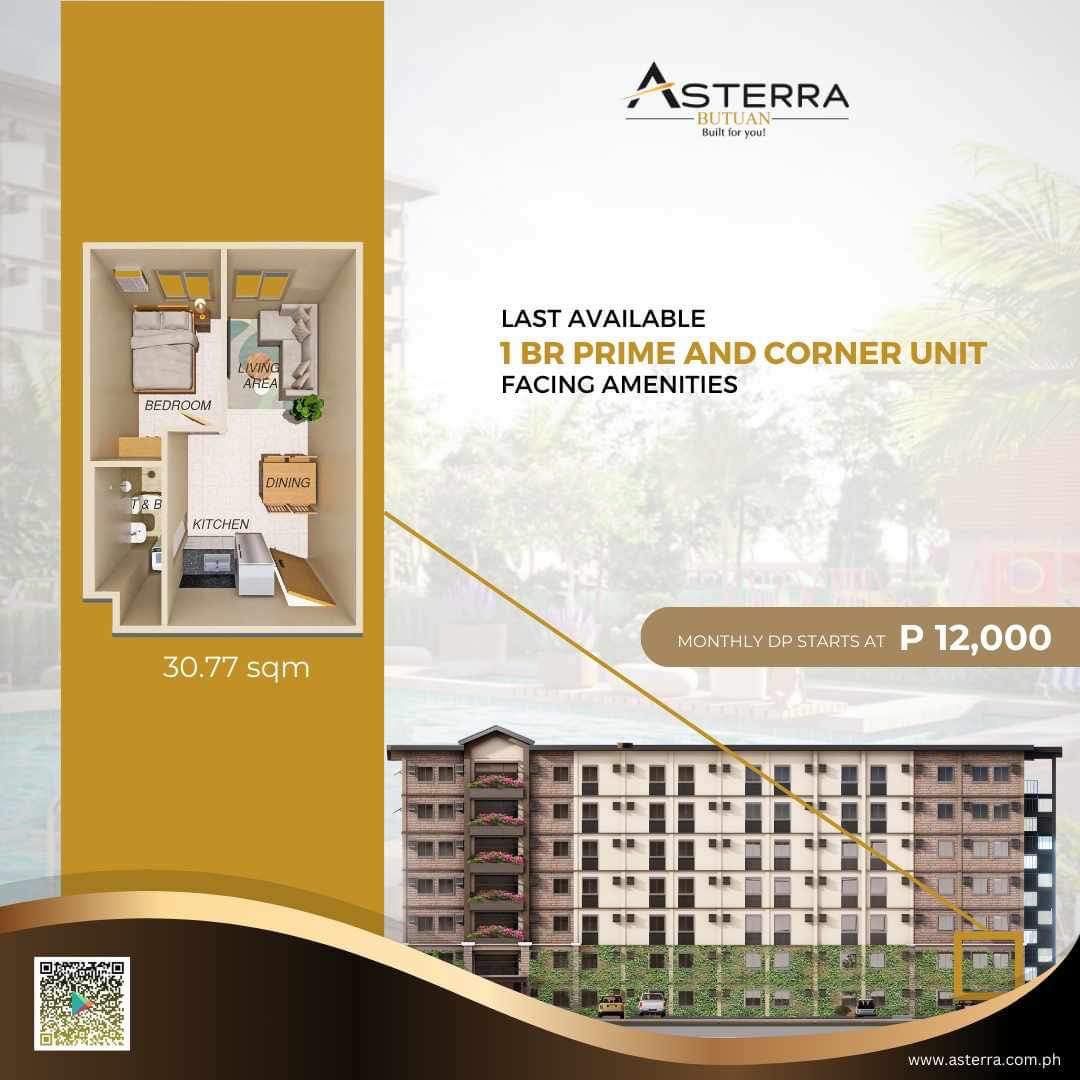 ASTERRA
BUTUAN
Built for you!
LAST AVAILABLE
1 BR PRIME AND CORNER UNIT
FACING AMENITIES
LIVING
AREA
BEDROOM
DINING
T & B
KITCHEN
30.77 sqm
MONTHLY DP STARTS AT P 12,000
www.asterra.com.ph